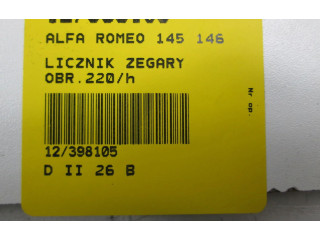 ALFA ROMEO 145 146
LICZNIK ZEGARY
OBR.220/h
Nr op.
12/398105
D II 26 B